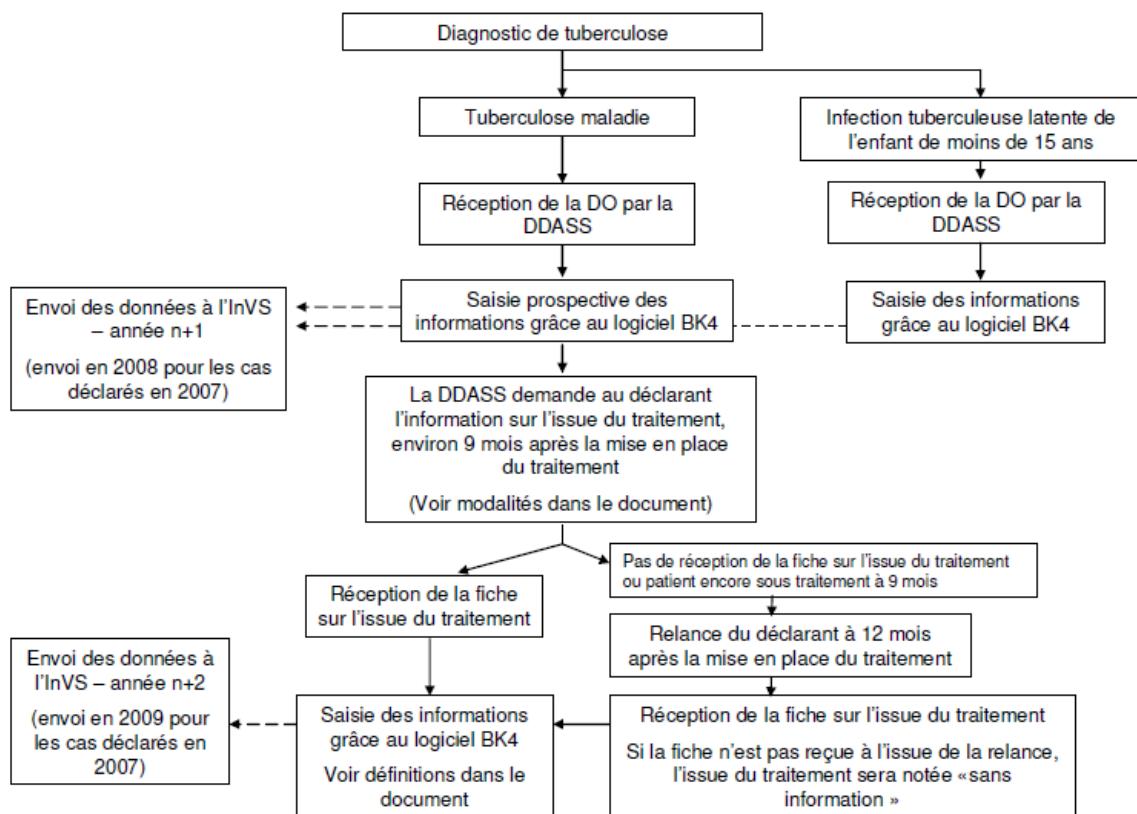 Diagnostic de tuberculose
Tuberculose maladie
Infection tuberculeuse latente de
l'enfant de moins de 15 ans
Réception de la DO par la
DDASS
Réception de la DO par la
DDASS
Envoi des données à l'InVS
– année n+1
(envoi en 2008 pour les cas
déclarés en 2007)
Saisie prospective des
informations grâce au logiciel BK4
Saisie des informations
grâce au logiciel BK4
La DDASS demande au déclarant
l'information sur l'issue du traitement,
environ 9 mois après la mise en place
du traitement
(Voir modalités dans le document)
Réception de la fiche
sur l'issue du traitement
Pas de réception de la fiche sur l'issue du traitement
ou patient encore sous traitement à 9 mois
Relance du déclarant à 12 mois
après la mise en place du traitement
Envoi des données à
l'InVS – année n+2
(envoi en 2009 pour
les cas déclarés en
2007)
Saisie des informations
grâce au logiciel BK4
Voir définitions dans le
document
Réception de la fiche sur l'issue du traitement
Si la fiche n'est pas reçue à l'issue de la relance,
l'issue du traitement sera notée «sans
information »